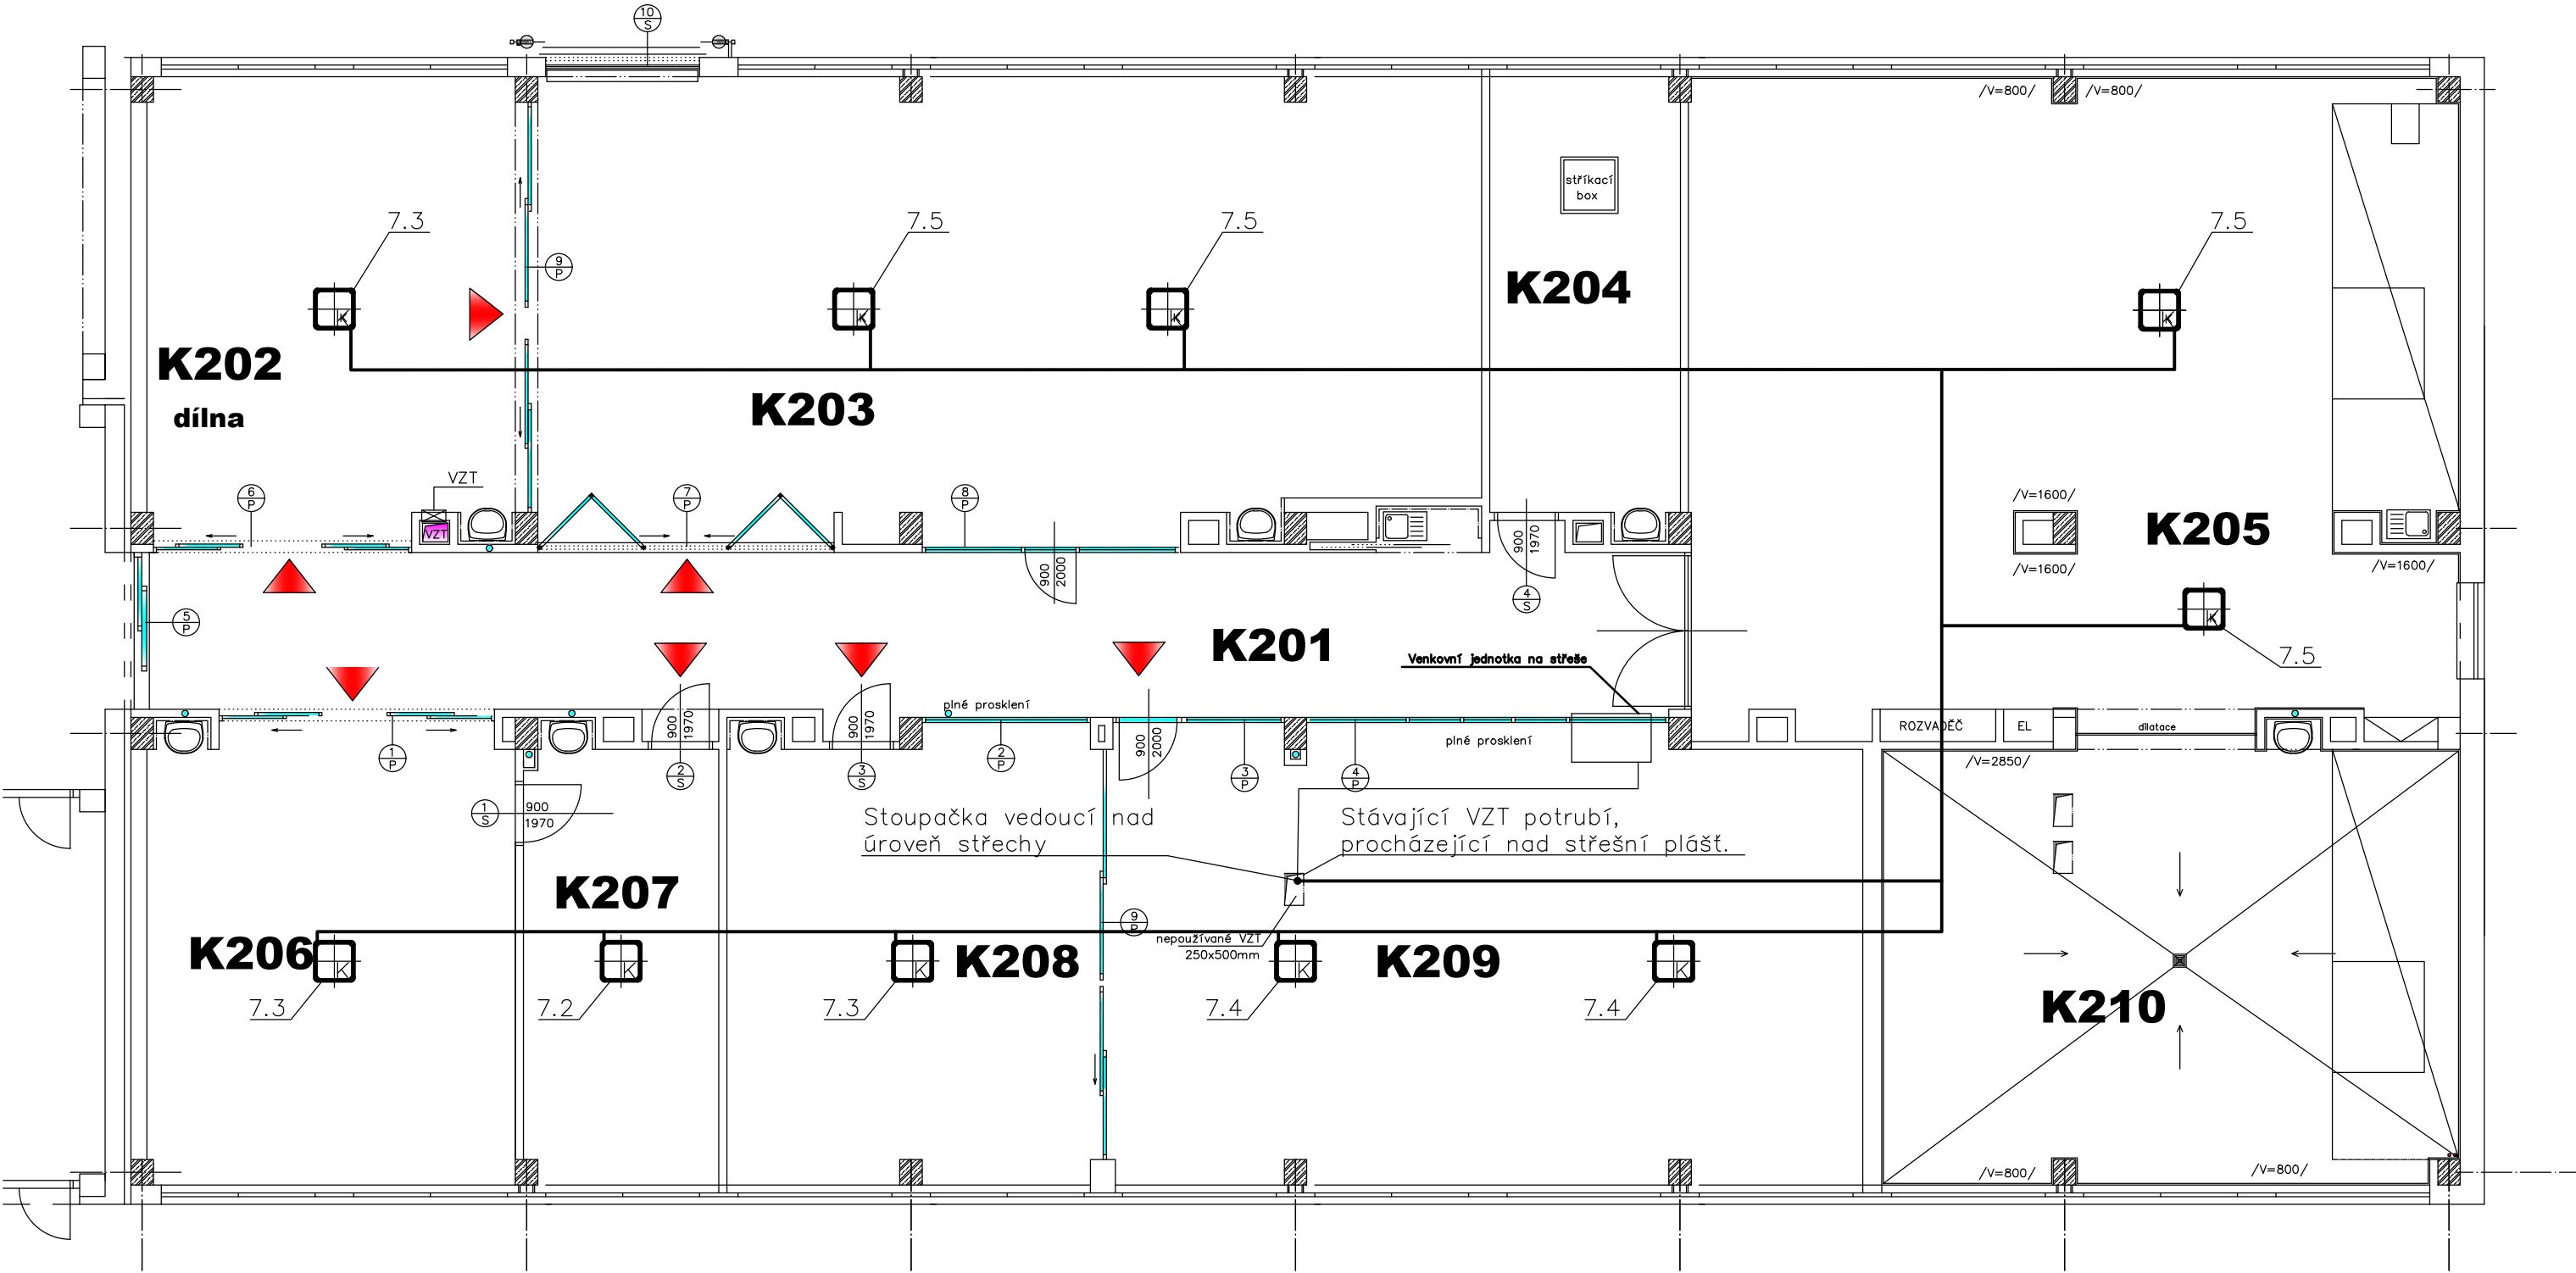 10
S
/V=800/
/V=800/
stříkací
box
7.3
7.5
7.5
7.5
9
P
K204
K
K
K
K
K202
dílna
K203
VZT
VZT
6
P
7
P
8
P
/V=1600/
K205
900
1970
/V=1600/
/V=1600/
900
2000
4
S
K
5
P
K201
Venkovní jednotka na střeše
7.5
plné prosklení
900
1970
900
1970
ROZVADĚČ
EL
dilatace
plné prosklení
900
2000
1
P
2
S
3
S
2
P
3
P
4
P
/V=2850/
1
S
900
1970
Stoupačka vedoucí nad
úroveň střechy
Stávající VZT potrubí,
procházející nad střešní plášť.
K207
9
P
nepoužívané VZT
250x500mm
K206
K208
K209
K
K
K
K
K
7.3
7.2
7.3
7.4
7.4
K210
/V=800/
/V=800/